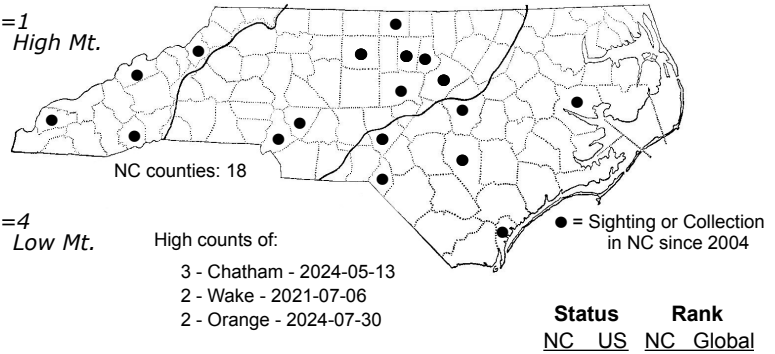 =1
High Mt.
NC counties: 18
=4
Low Mt.
High counts of:
3 - Chatham - 2024-05-13
2 - Wake - 2021-07-06
2 - Orange - 2024-07-30
● = Sighting or Collection
in NC since 2004
Status Rank
NC US NC Global